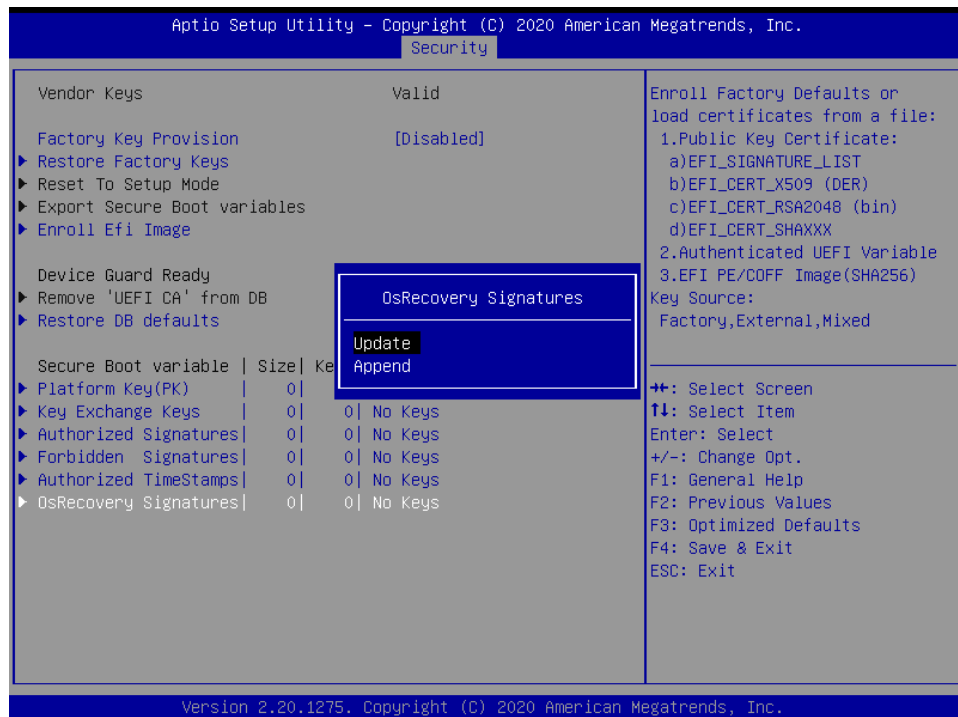 Aptio Setup Utility – Copyright (C) 2020 American Megatrends, Inc.
Security
Vendor Keys Valid
Factory Key Provision [Disabled]
Restore Factory Keys
Reset To Setup Mode
Export Secure Boot variables
Enroll Efi Image
Device Guard Ready
Remove 'UEFI CA' from DB
Restore DB defaults
Secure Boot variable | Size| Ke
Platform Key(PK) | 0|
Key Exchange Keys | 0| 0| No Keys
Authorized Signatures| 0| 0| No Keys
Forbidden Signatures| 0| 0| No Keys
Authorized TimeStamps| 0| 0| No Keys
OsRecovery Signatures| 0| 0| No Keys
OsRecovery Signatures
Update
Append
Enroll Factory Defaults or
load certificates from a file:
1.Public Key Certificate:
a)EFI_SIGNATURE_LIST
b)EFI_CERT_X509 (DER)
c)EFI_CERT_RSA2048 (bin)
d)EFI_CERT_SHAXXX
2.Authenticated UEFI Variable
3.EFI PE/COFF Image(SHA256)
Key Source:
Factory,External,Mixed
→←: Select Screen
↑↓: Select Item
Enter: Select
+/-: Change Opt.
F1: General Help
F2: Previous Values
F3: Optimized Defaults
F4: Save & Exit
ESC: Exit
Version 2.20.1275. Copyright (C) 2020 American Megatrends, Inc.